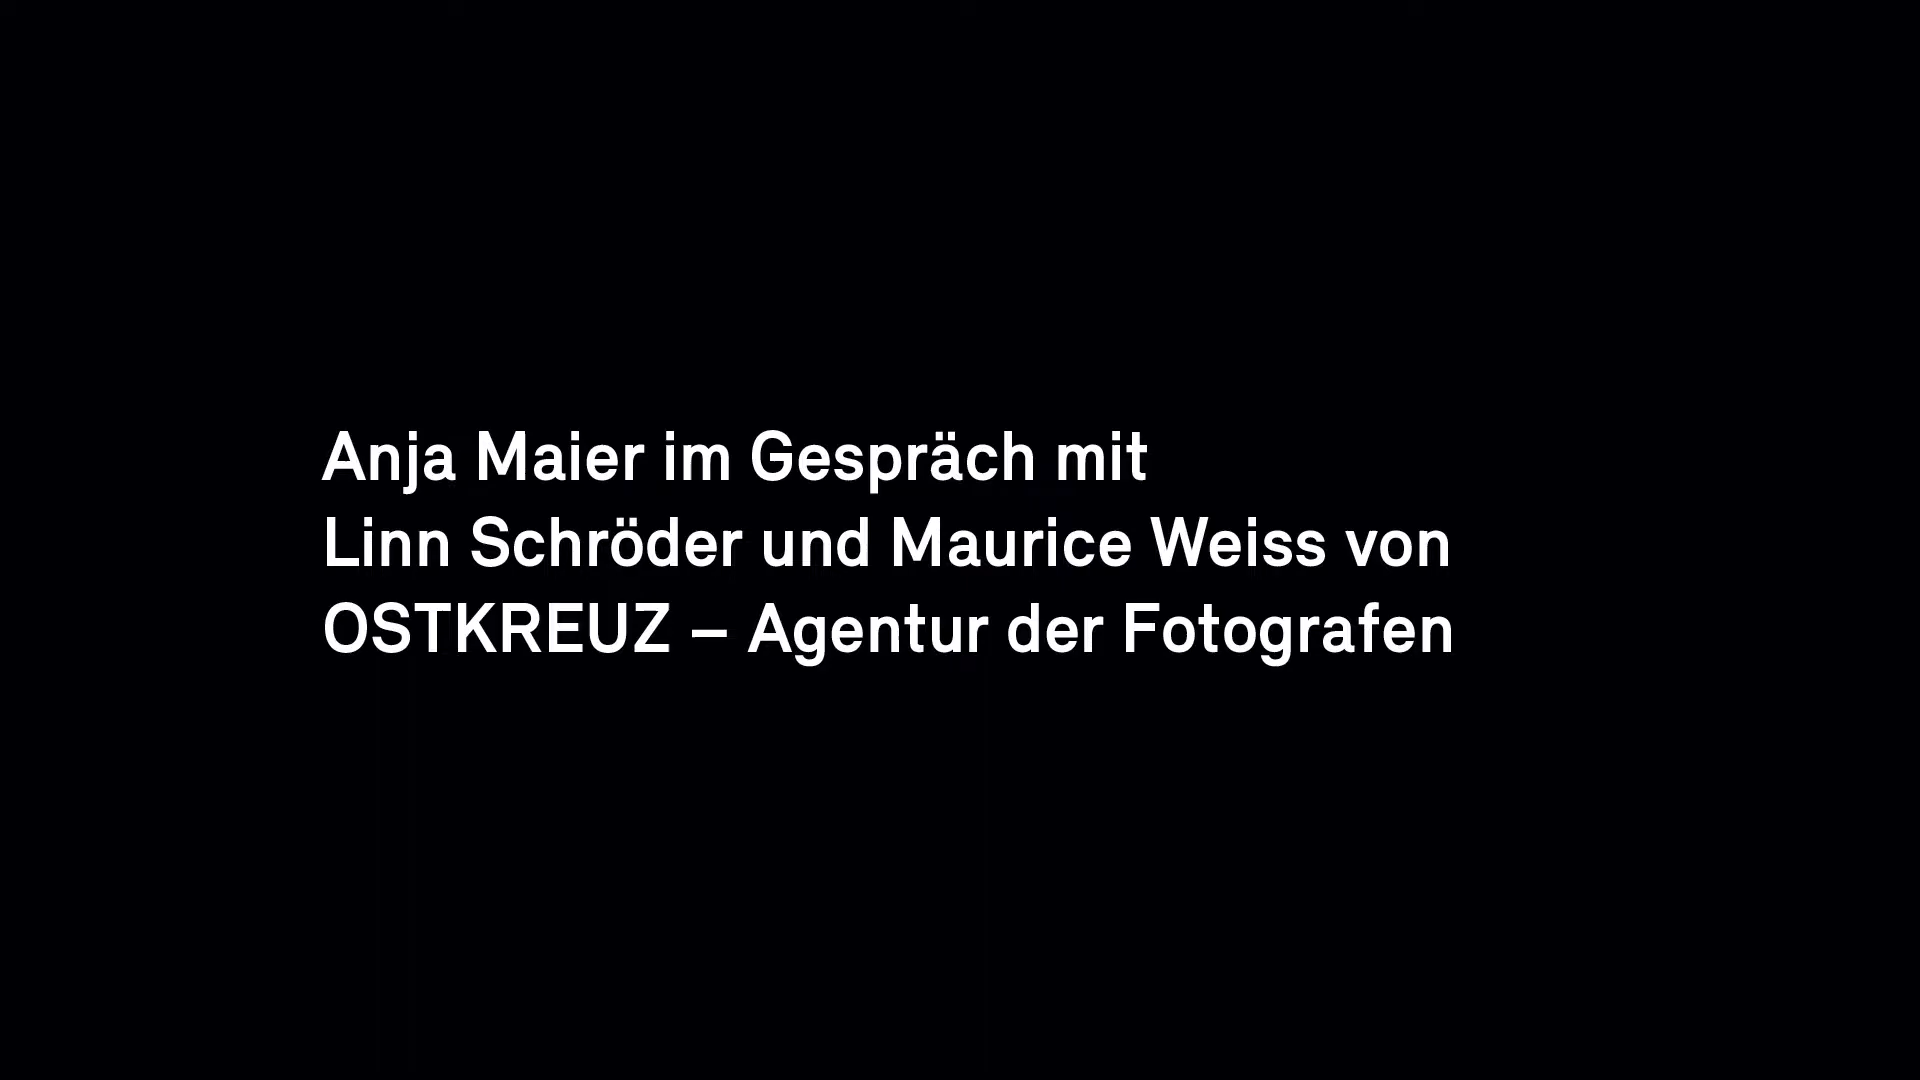 Anja Maier im Gespräch mit
Linn Schröder und Maurice Weiss von
OSTKREUZ – Agentur der Fotografen